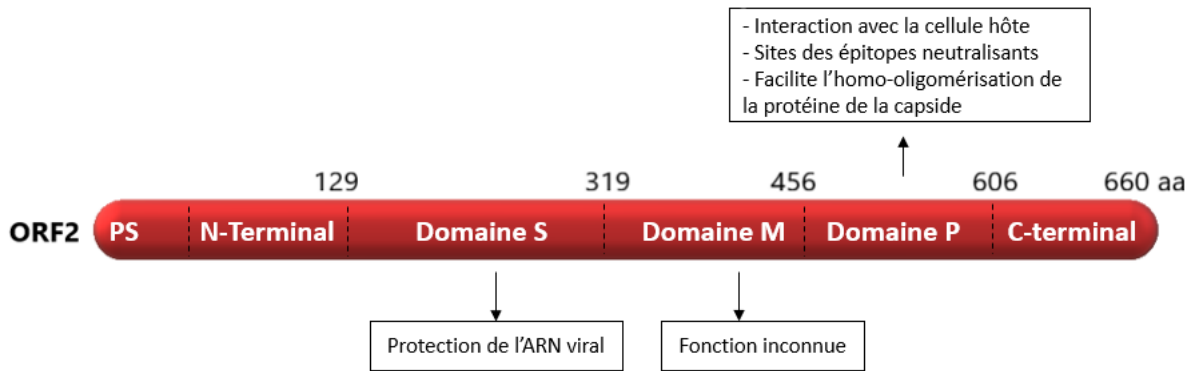 - Interaction avec la cellule hôte
- Sites des épitopes neutralisants
- Facilite l'homo-oligomérisation de
la protéine de la capside
129 319 456 606 660 aa
ORF2 PS N-Terminal Domaine S Domaine M Domaine P C-terminal
Protection de l'ARN viral Fonction inconnue